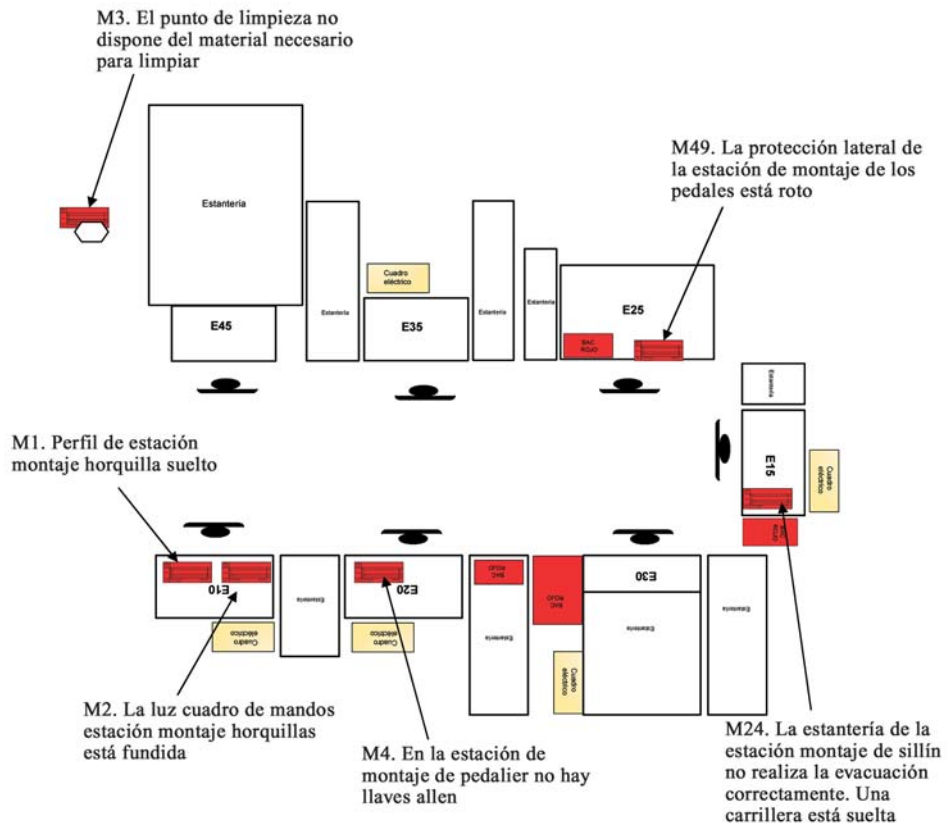 M3. El punto de limpieza no
dispone del material necesario
para limpiar
M49. La protección lateral de
la estación de montaje de los
pedales está roto
Estantería
Cuadro
eléctrico
Estantería
Estantería
Estantería
E45
E35
E25
BAC
ROJO
Estantería
M1. Perfil de estación
montaje horquilla suelto
E15
Cuadro
eléctrico
BAC
ROJO
E10
Estantería
E20
BAC
ROJO
BAC
ROJO
E30
Cuadro
eléctrico
Cuadro
eléctrico
Estantería
Estantería
Estantería
Cuadro
eléctrico
M2. La luz cuadro de mandos
estación montaje horquillas
está fundida
M4. En la estación de
montaje de pedalier no hay
llaves allen
M24. La estantería de la
estación montaje de sillín
no realiza la evacuación
correctamente. Una
carrillera está suelta